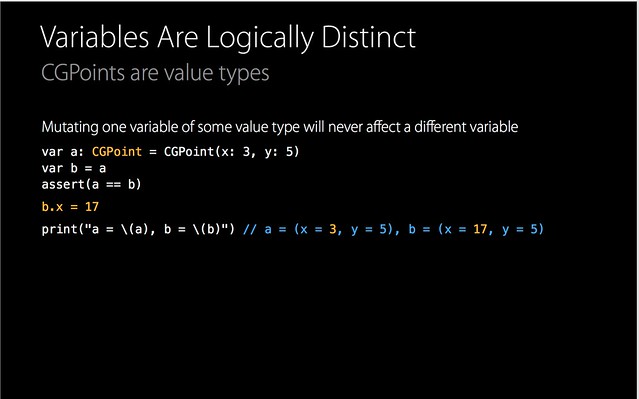 Variables Are Logically Distinct
CGPoints are value types
Mutating one variable of some value type will never affect a different variable
var a: CGPoint = CGPoint(x: 3, y: 5)
var b = a
assert(a == b)
b.x = 17
print("a = \(a), b = \(b)") // a = (x = 3, y = 5), b = (x = 17, y = 5)